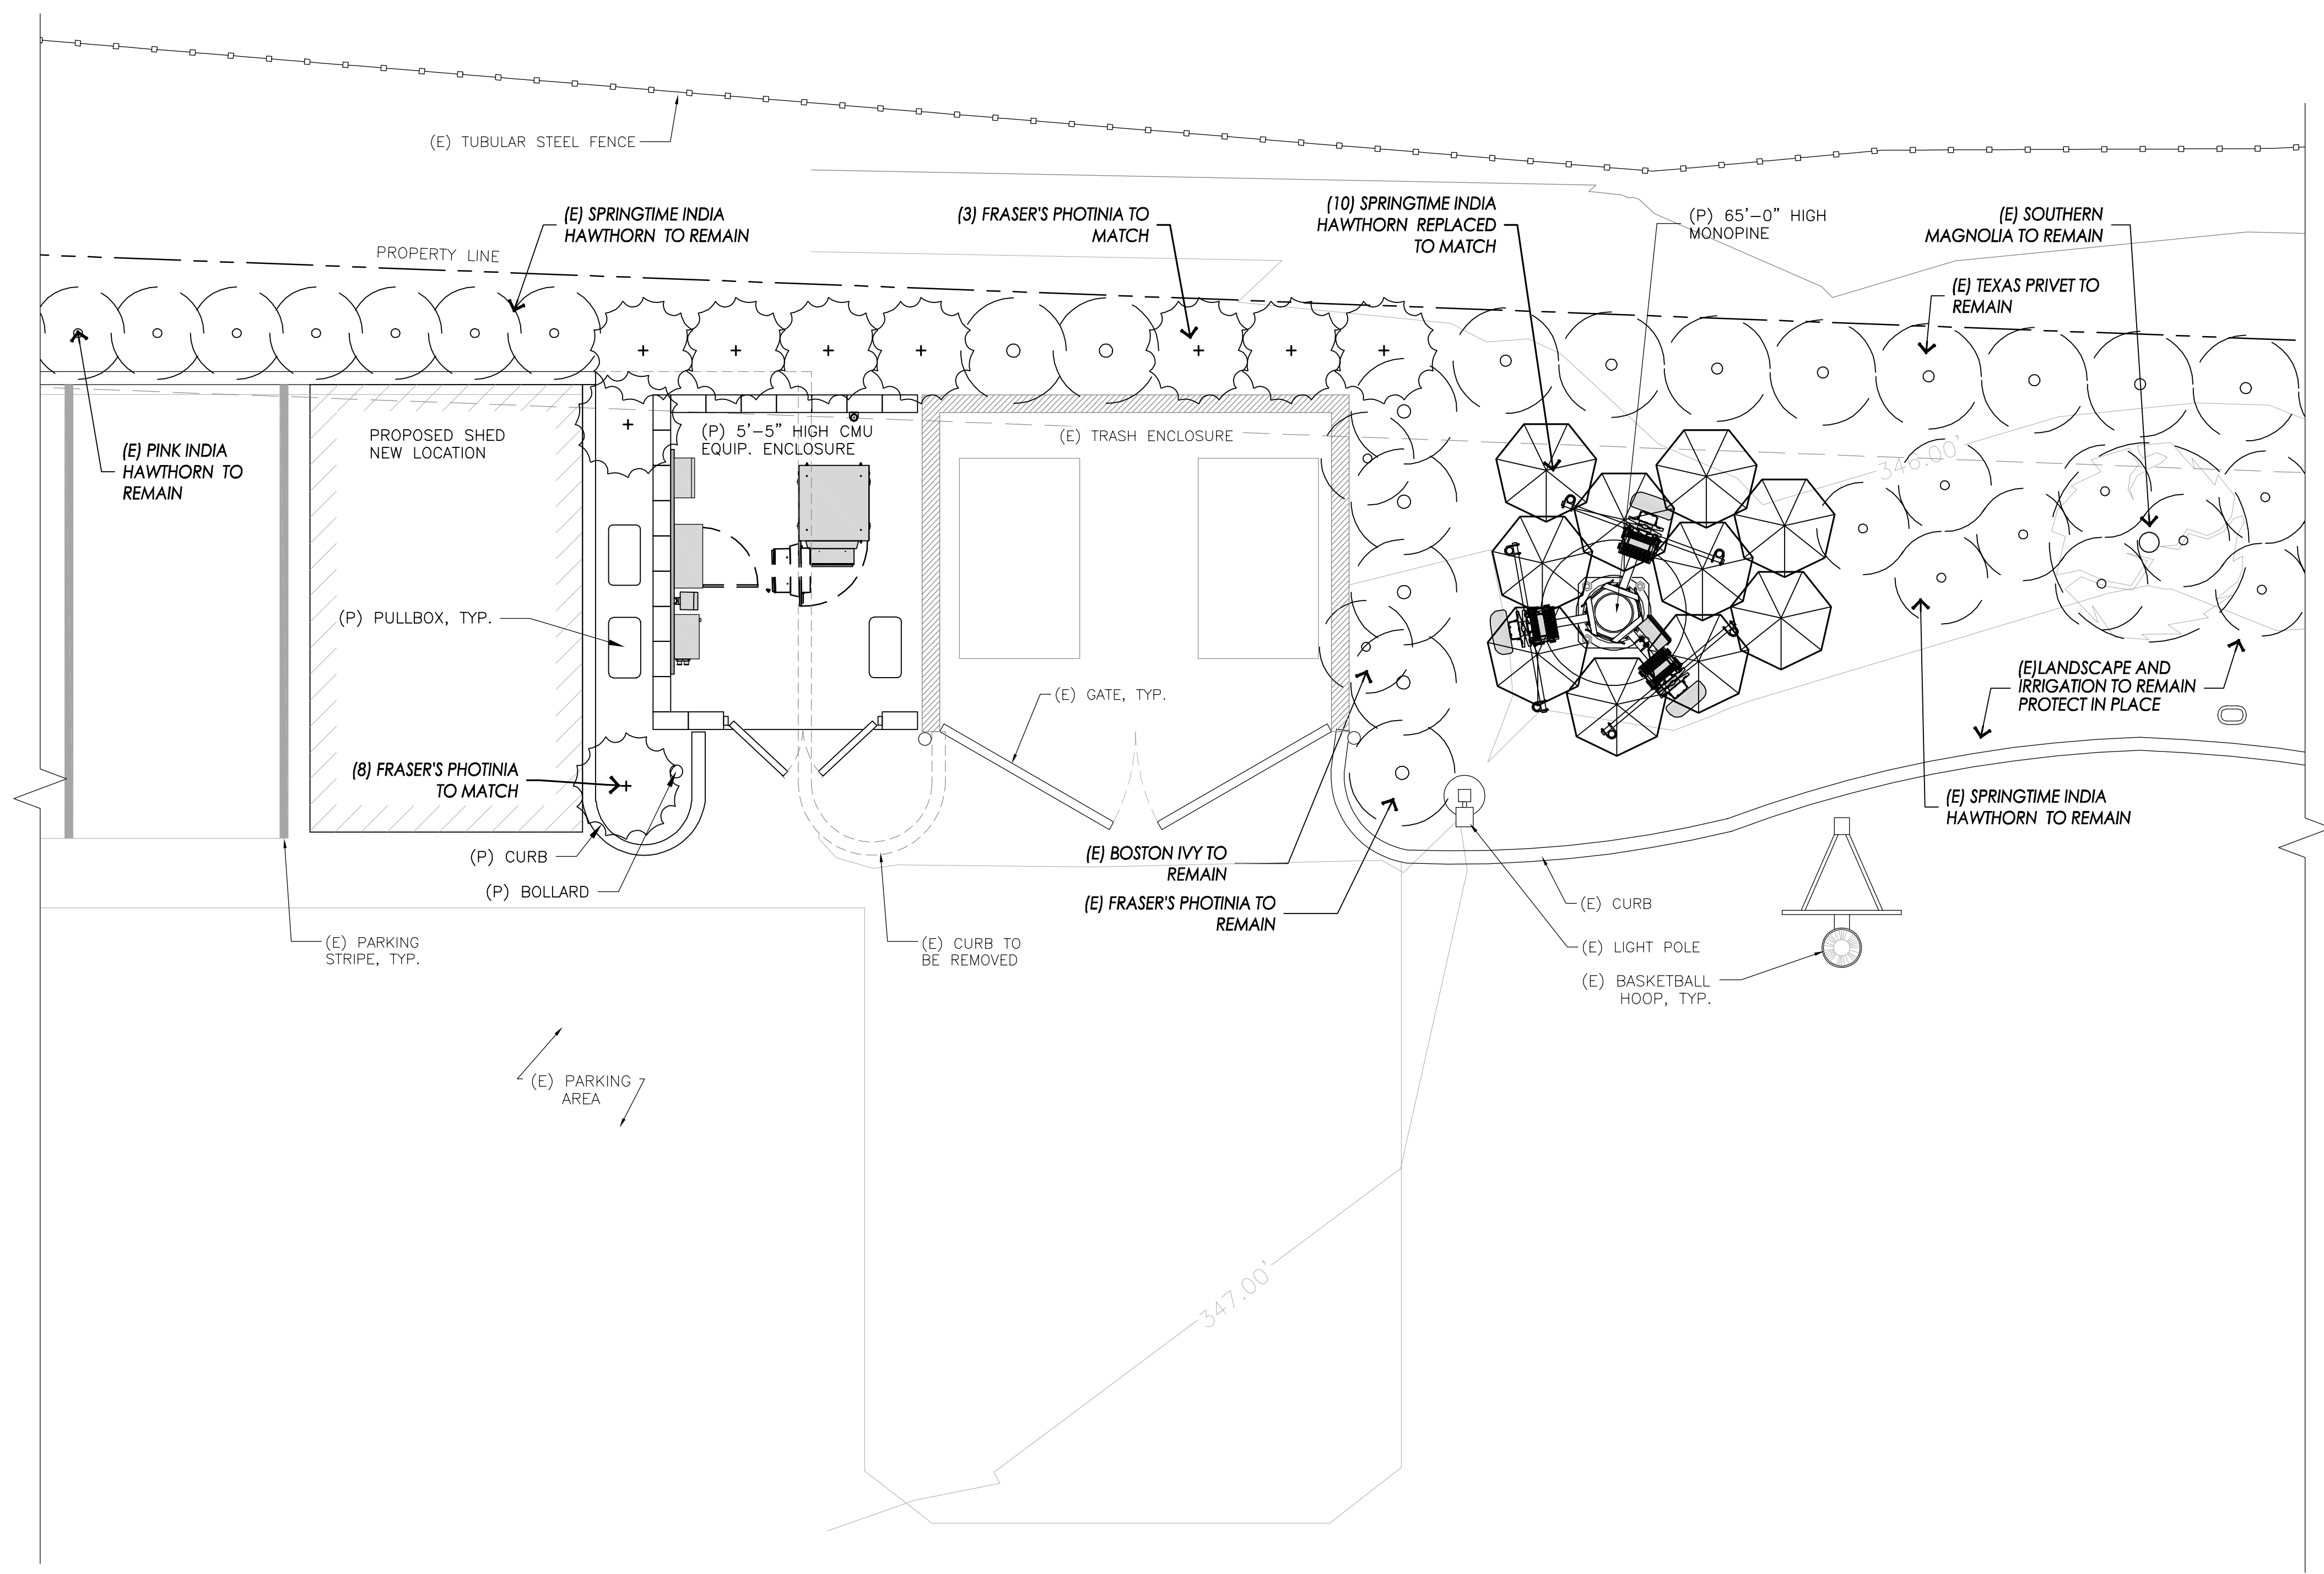 (E) TUBULAR STEEL FENCE
(E) SPRINGTIME INDIA
HAWTHORN TO REMAIN
(3) FRASER'S PHOTINIA TO
MATCH
(10) SPRINGTIME INDIA
HAWTHORN REPLACED
TO MATCH
(P) 65'-0" HIGH
MONOPINE
(E) SOUTHERN
MAGNOLIA TO REMAIN
PROPERTY LINE
(E) TEXAS PRIVET TO
REMAIN
(E) PINK INDIA
HAWTHORN TO
REMAIN
PROPOSED SHED
NEW LOCATION
(P) 5'-5" HIGH CMU
EQUIP. ENCLOSURE
(E) TRASH ENCLOSURE
346.00'
(P) PULLBOX, TYP.
(E) GATE, TYP.
(E)LANDSCAPE AND
IRRIGATION TO REMAIN
PROTECT IN PLACE
(8) FRASER'S PHOTINIA
TO MATCH
(E) SPRINGTIME INDIA
HAWTHORN TO REMAIN
(P) CURB
(P) BOLLARD
(E) BOSTON IVY TO
REMAIN
(E) FRASER'S PHOTINIA TO
REMAIN
(E) CURB
(E) PARKING
STRIPE, TYP.
(E) CURB TO
BE REMOVED
(E) LIGHT POLE
(E) BASKETBALL
HOOP, TYP.
(E) PARKING
AREA
347.00'